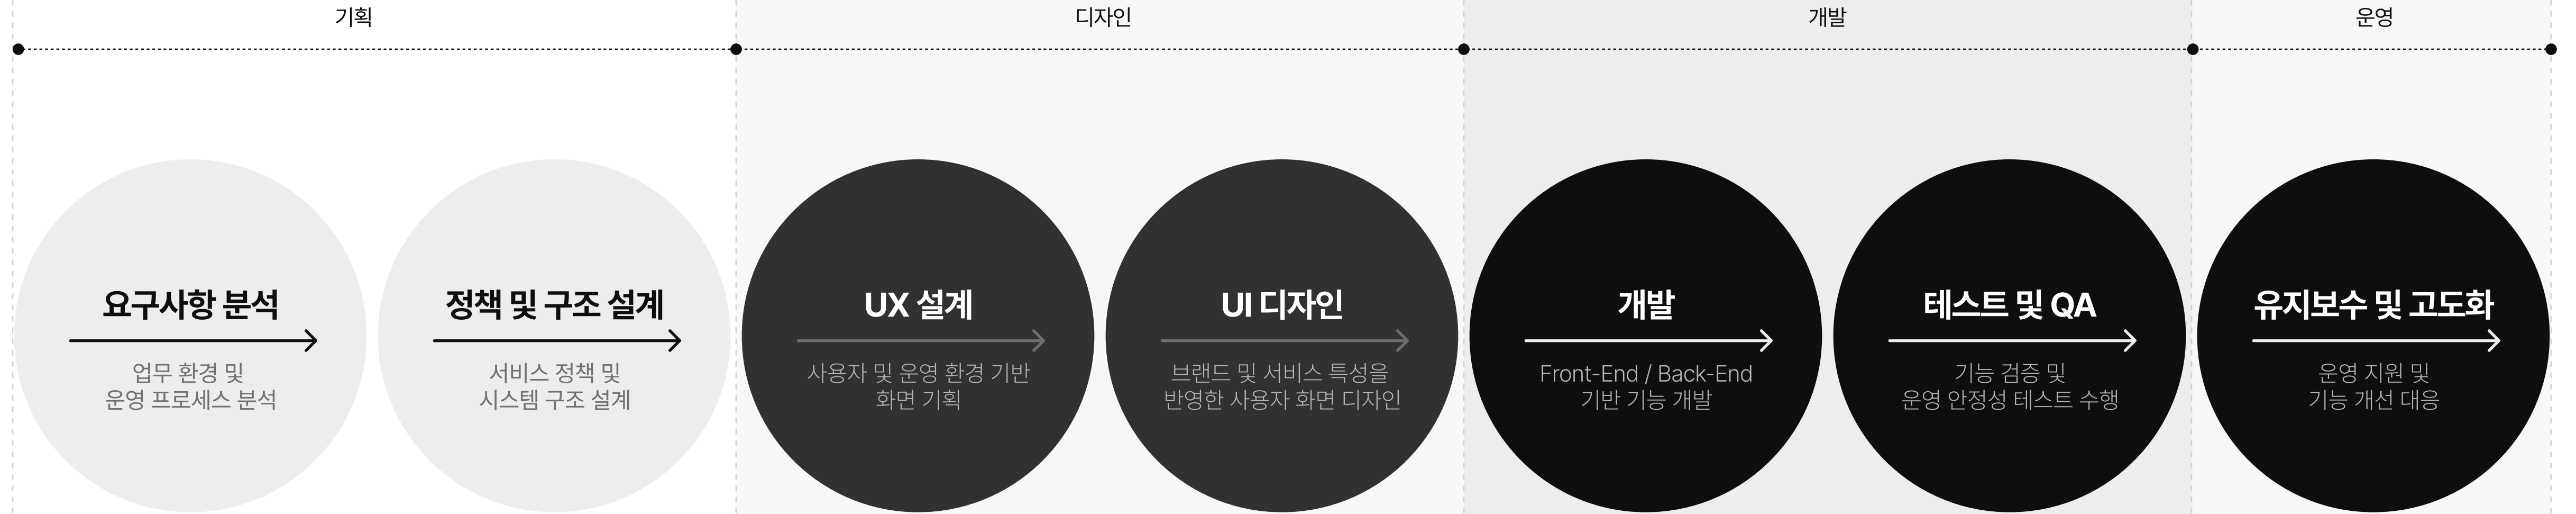 기획
디자인
개발
운영
요구사항 분석
업무 환경 및
운영 프로세스 분석
정책 및 구조 설계
서비스 정책 및
시스템 구조 설계
UX 설계
사용자 및 운영 환경 기반
화면 기획
UI 디자인
브랜드 및 서비스 특성을
반영한 사용자 화면 디자인
개발
Front-End / Back-End
기반 기능 개발
테스트 및 QA
기능 검증 및
운영 안정성 테스트 수행
유지보수 및 고도화
운영 지원 및
기능 개선 대응